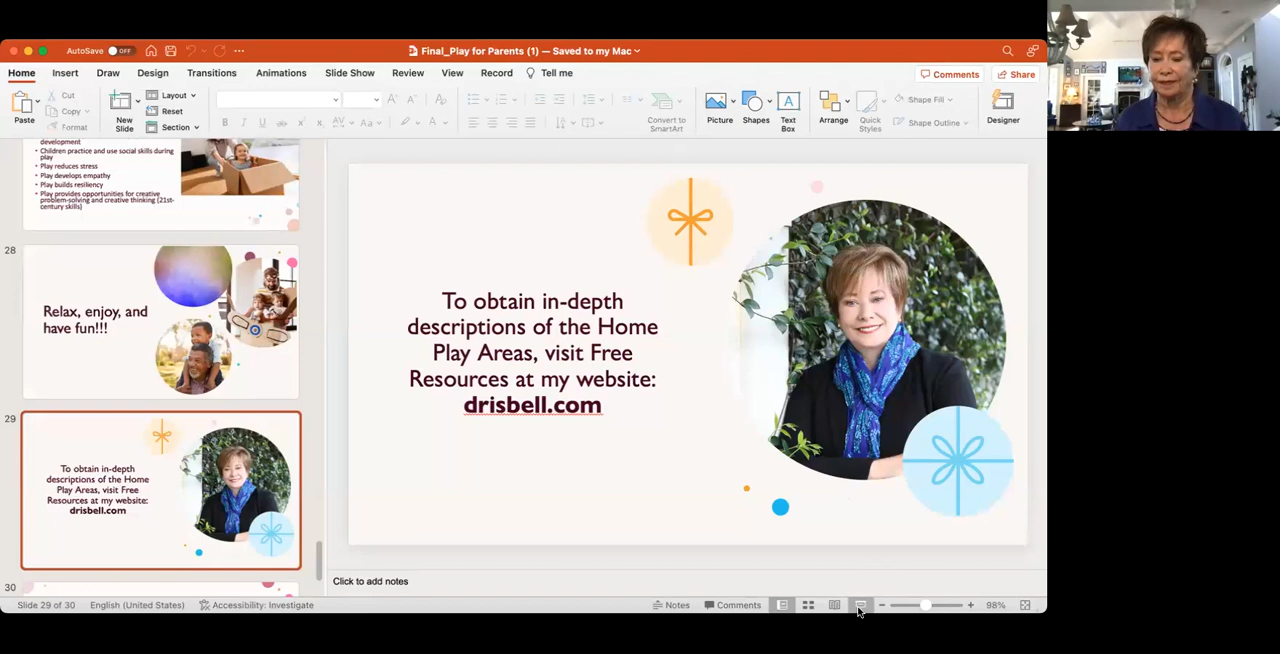 AutoSave OFF
Final_Play for Parents (1) — Saved to my Mac
Home Insert Draw Design Transitions Animations Slide Show Review View Record Tell me
Comments Share
Paste
Cut
Copy
Format
New Slide
Layout
Reset
Section
Convert to SmartArt
Picture
Shapes
Text Box
Arrange
Quick Styles
Shape Fill
Shape Outline
Designer
development
• Children practice and use social skills during
play
• Play reduces stress
• Play develops empathy
• Play builds resiliency
• Play provides opportunities for creative
problem-solving and creative thinking (21st-
century skills)
28
Relax, enjoy, and
have fun!!!
29
To obtain in-depth
descriptions of the Home
Play Areas, visit Free
Resources at my website:
drisbell.com
30
To obtain in-depth
descriptions of the Home
Play Areas, visit Free
Resources at my website:
drisbell.com
Click to add notes
Slide 29 of 30 English (United States) Accessibility: Investigate
Notes Comments 98%